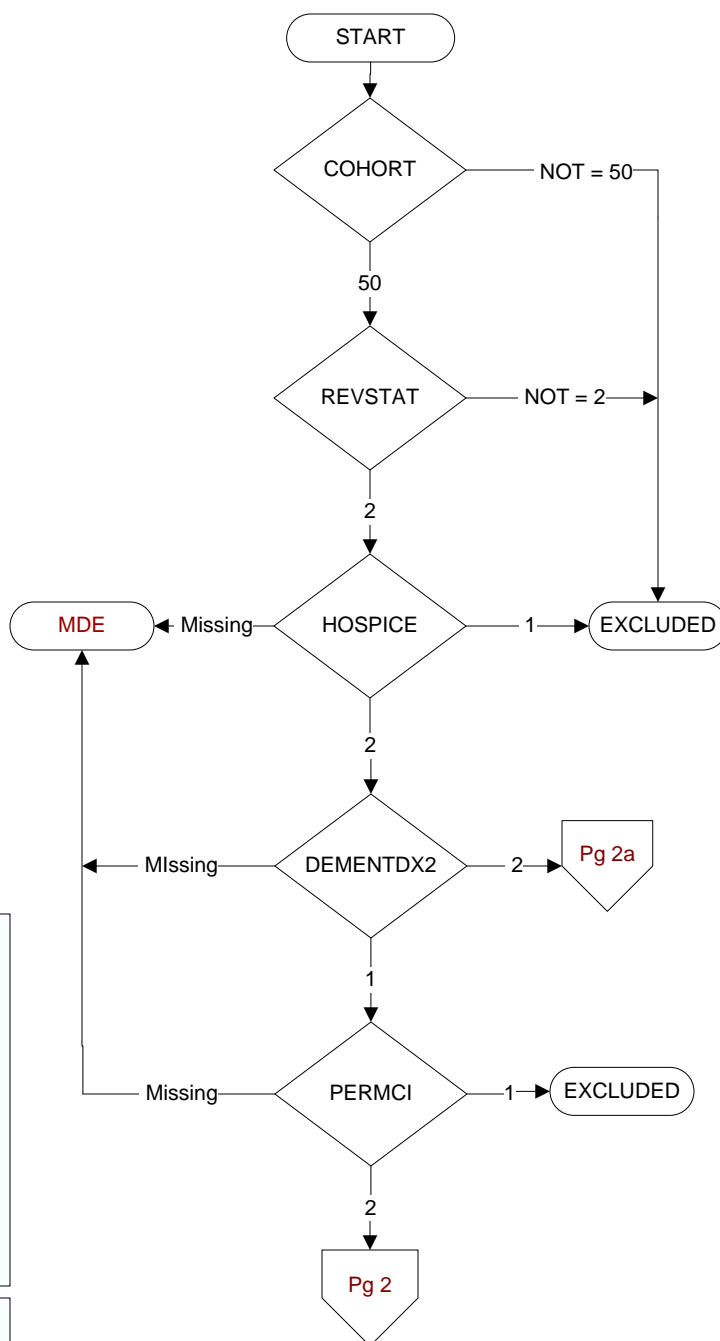 START
COHORT
NOT = 50
50
REVSTAT
NOT = 2
2
MDE
Missing
HOSPICE
1
EXCLUDED
2
MIssing
DEMENTDX2
2
Pg 2a
1
Missing
PERMCI
1
EXCLUDED
2
Pg 2